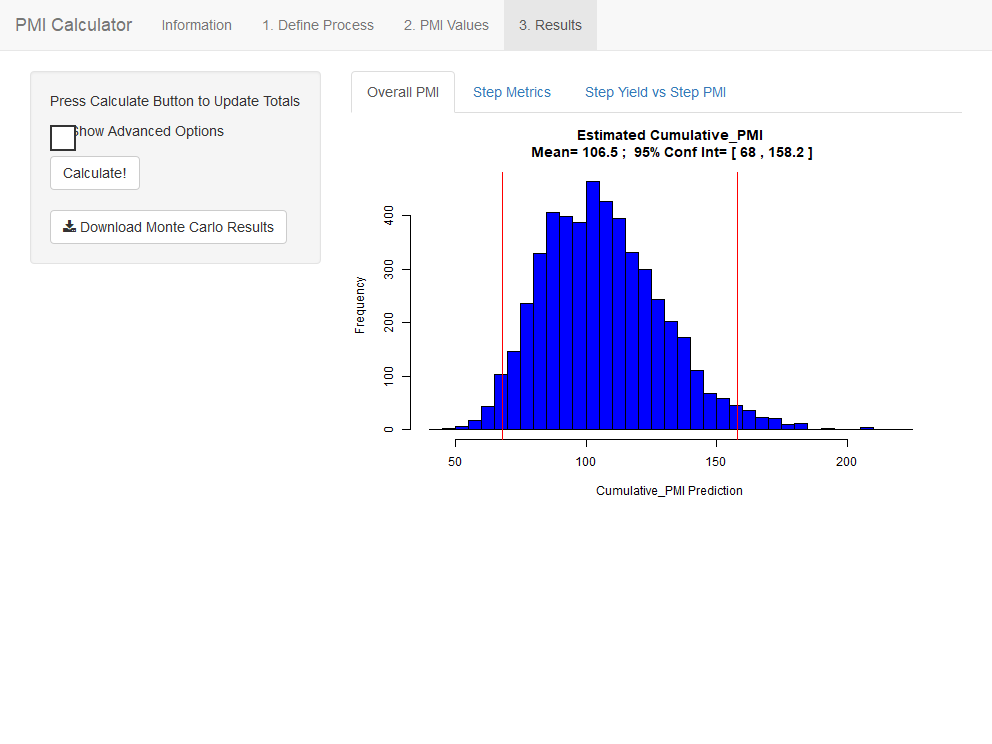 PMI Calculator
Information
1. Define Process
2. PMI Values
3. Results
Press Calculate Button to Update Totals
Show Advanced Options
Calculate!
Download Monte Carlo Results
Overall PMI
Step Metrics
Step Yield vs Step PMI
Estimated Cumulative_PMI
Mean= 106.5 ;  95% Conf Int= [ 68 , 158.2 ]
Frequency
400
300
200
100
0
50
100
150
200
Cumulative_PMI Prediction